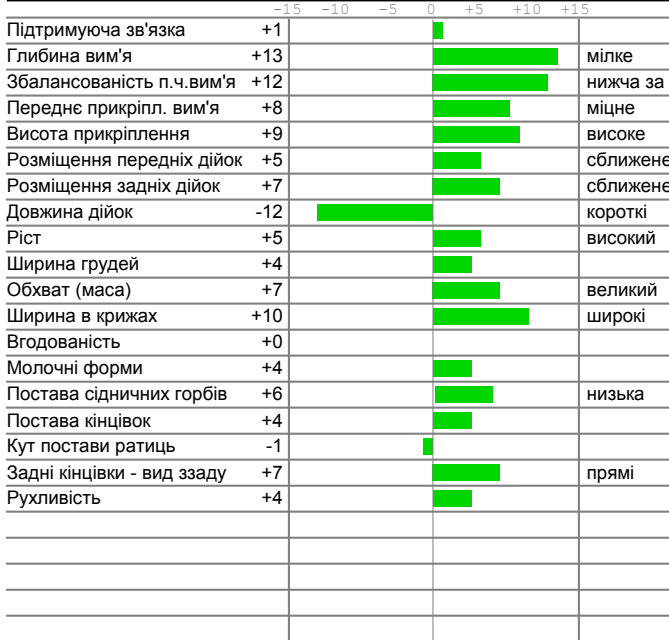 -15 -10 -5 0 +5 +10 +15
Підтримуюча зв'язка +1
Глибина вим'я +13 мілке
Збалансованість п.ч.вим'я +12 нижча за
Переднє прикріпл. вим'я +8 міцне
Висота прикріплення +9 високе
Розміщення передніх дійок +5 сближене
Розміщення задніх дійок +7 сближене
Довжина дійок -12 короткі
Ріст +5 високий
Ширина грудей +4
Обхват (маса) +7 великий
Ширина в крижах +10 широкі
Вгодованість +0
Молочні форми +4
Постава сідничних горбів +6 низька
Постава кінцівок +4
Кут постави ратиць -1
Задні кінцівки - вид ззаду +7 прямі
Рухливість +4